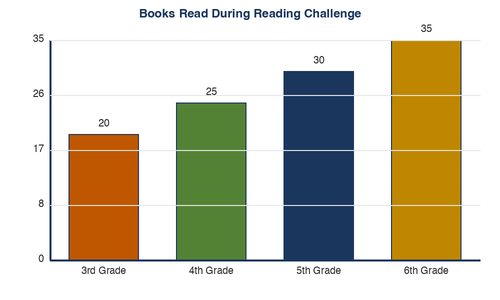 Books Read During Reading Challenge
35
35
30
26
25
20
17
8
0
3rd Grade
4th Grade
5th Grade
6th Grade